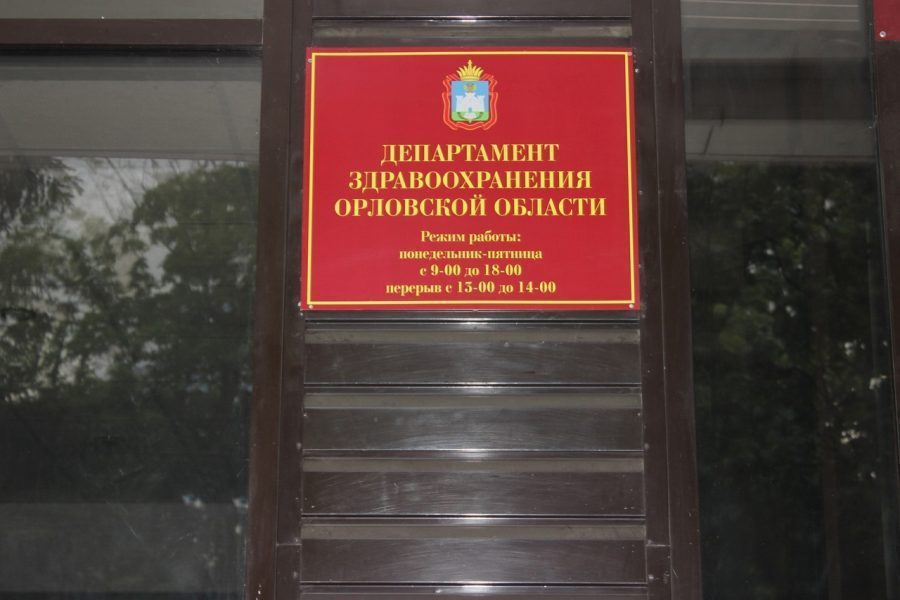 ДЕПАРТАМЕНТ
ЗДРАВООХРАНЕНИЯ
ОРЛОВСКОЙ ОБЛАСТИ
Режим работы:
понедельник-пятница
с 9-00 до 18-00
перерыв с 13-00 до 14-00